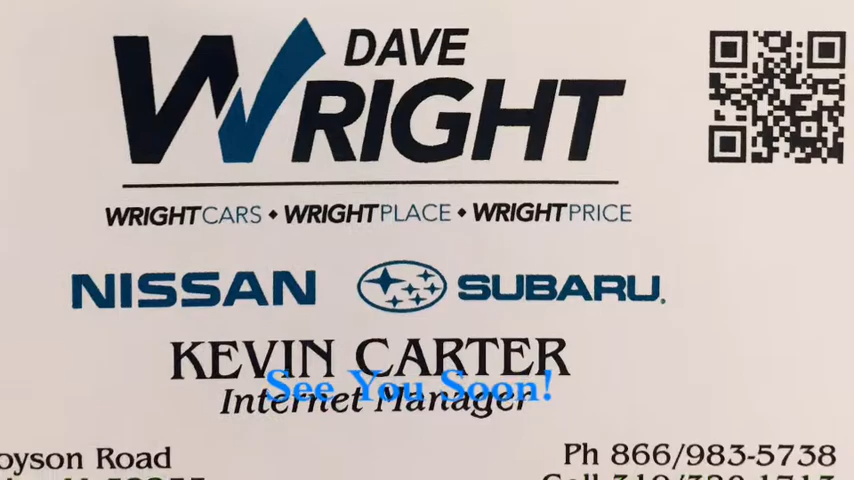 DAVE
WRIGHT
WRIGHTCARS ♦ WRIGHTPLACE ♦ WRIGHTPRICE
NISSAN SUBARU.
KEVIN CARTER
See You Soon!
Internet Manager
oyson Road
Ph 866/983-5738